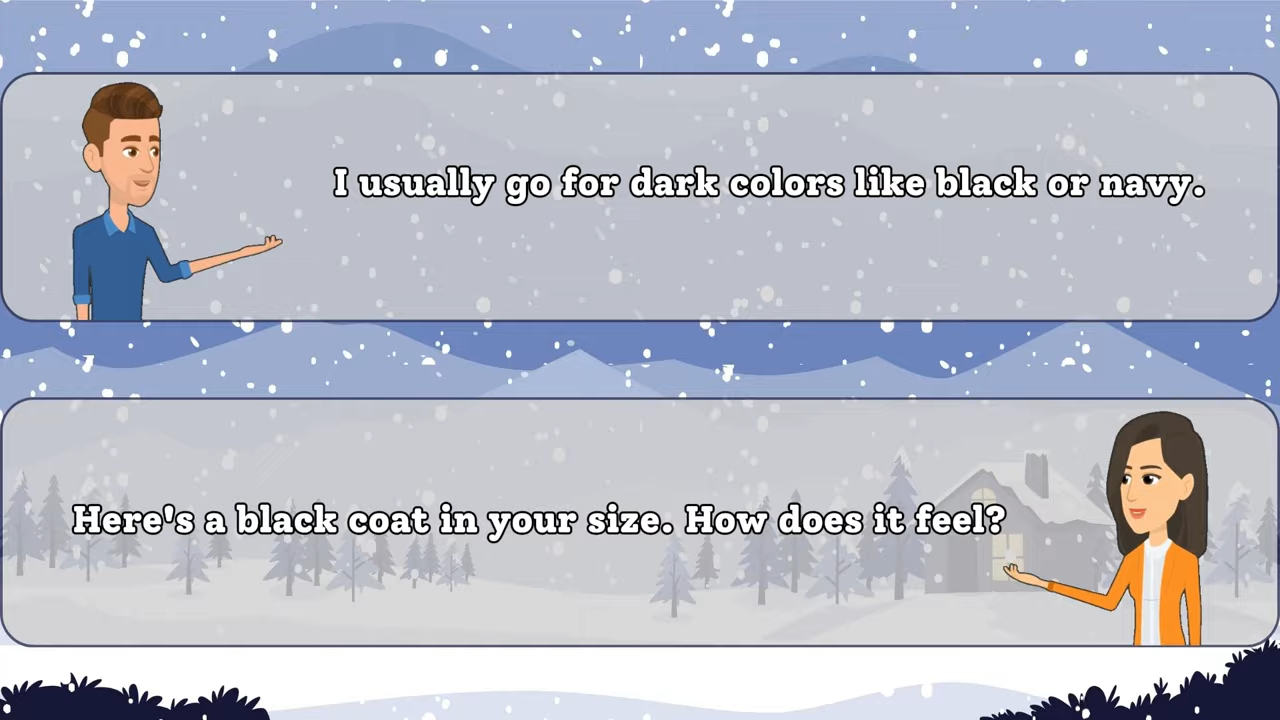 I usually go for dark colors like black or navy.
Here's a black coat in your size. How does it feel?